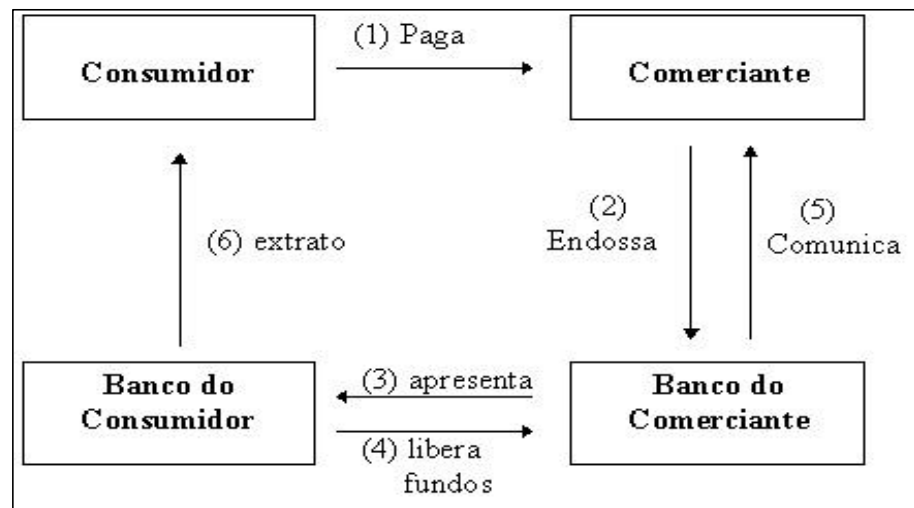 (1) Paga
Consumidor
Comerciante
(2)
Endossa
(5)
Comunica
(6) extrato
Banco do
Consumidor
(3) apresenta
(4) libera
fundos
Banco do
Comerciante